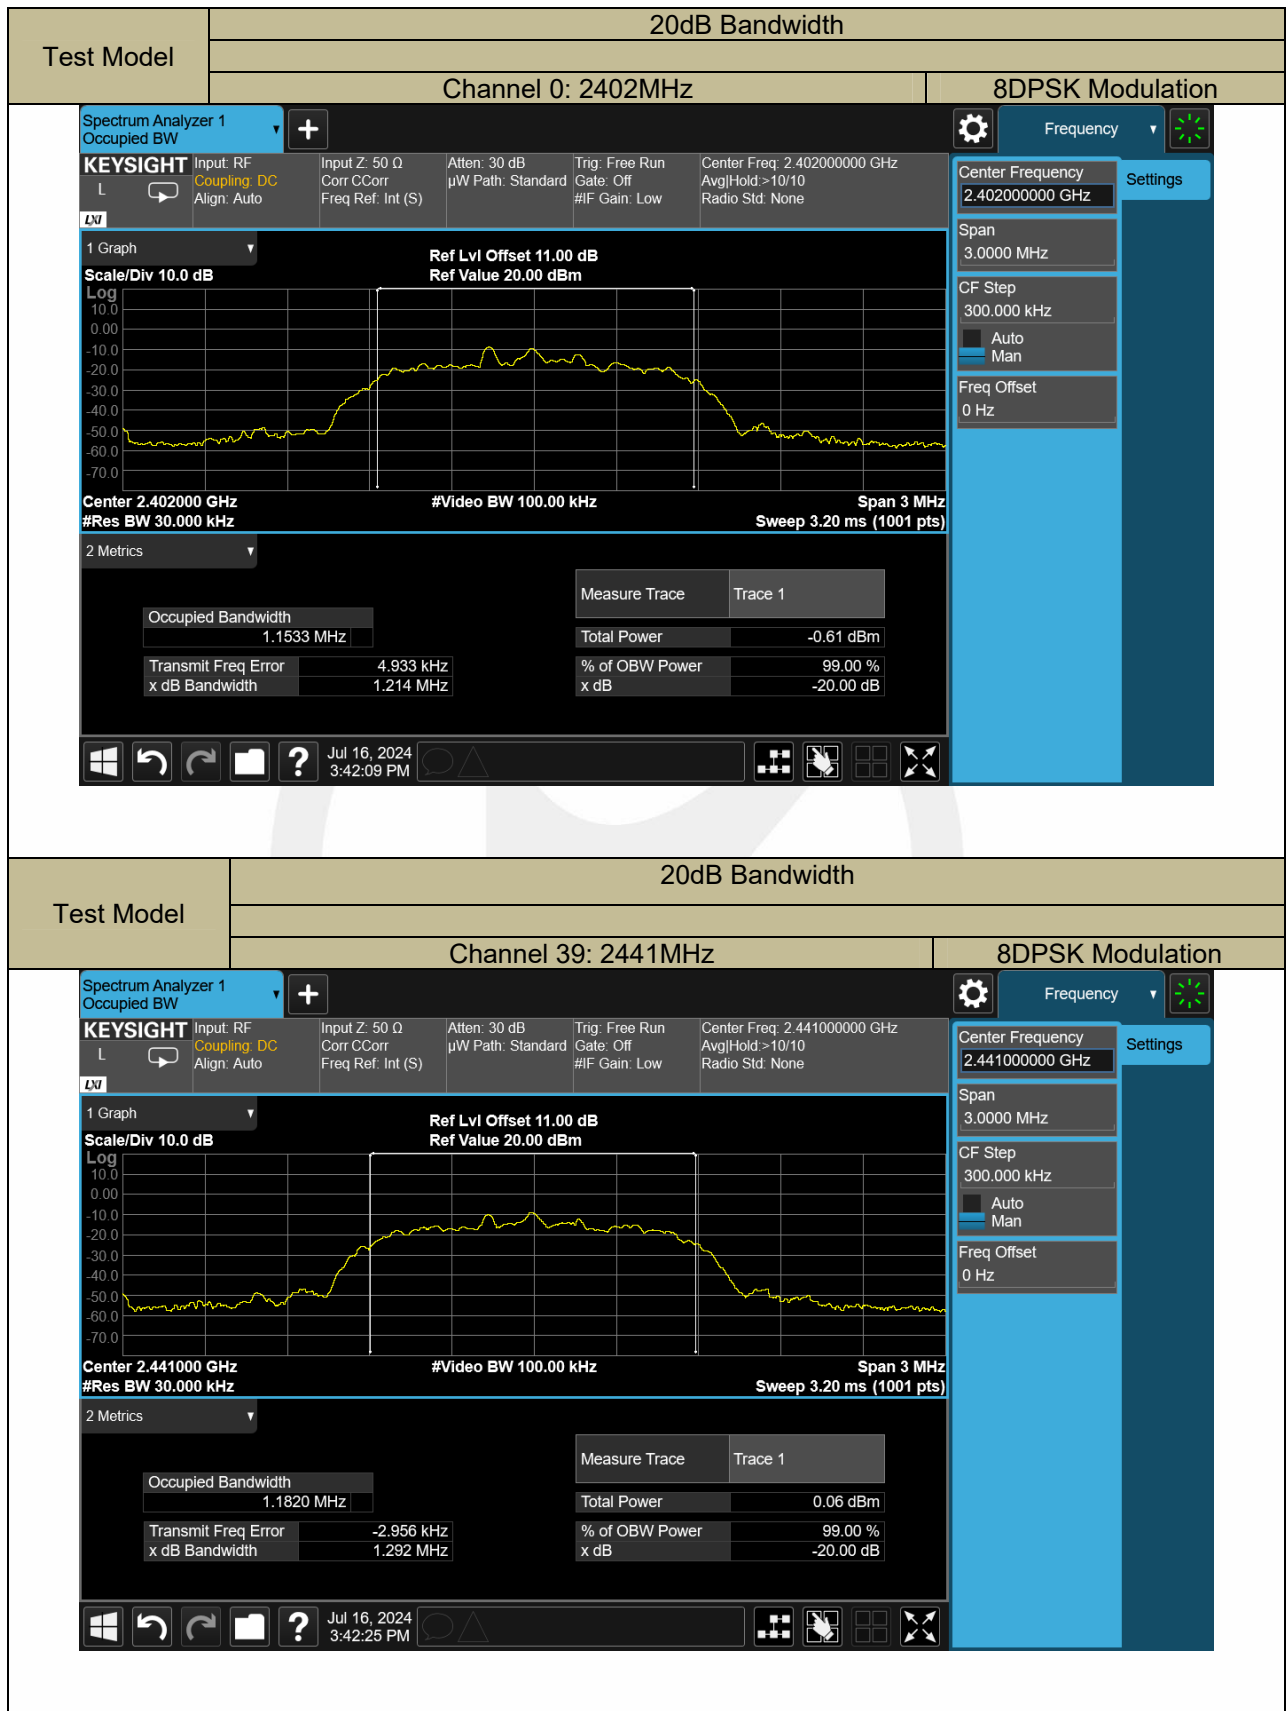 20dB Bandwidth
Test Model
Channel 0: 2402MHz 8DPSK Modulation
Spectrum Analyzer 1
Occupied BW
+
Frequency
KEYSIGHT Input: RF Input Z: 50 Ω Atten: 30 dB Trig: Free Run Center Freq: 2.402000000 GHz
L Coupling: DC Corr CCorr µW Path: Standard Gate: Off Avg|Hold:>10/10
Align: Auto Freq Ref: Int (S) #IF Gain: Low Radio Std: None
LXI
Center Frequency
2.402000000 GHz
Settings
Span
3.0000 MHz
CF Step
300.000 kHz
Auto
Man
Freq Offset
0 Hz
1 Graph
Ref Lvl Offset 11.00 dB
Scale/Div 10.0 dB Ref Value 20.00 dBm
Log
10.0
0.00
-10.0
-20.0
-30.0
-40.0
-50.0
-60.0
-70.0
Center 2.402000 GHz #Video BW 100.00 kHz Span 3 MHz
#Res BW 30.000 kHz Sweep 3.20 ms (1001 pts)
2 Metrics
Measure Trace Trace 1
Occupied Bandwidth
1.1533 MHz
Total Power -0.61 dBm
Transmit Freq Error 4.933 kHz % of OBW Power 99.00 %
x dB Bandwidth 1.214 MHz x dB -20.00 dB
?
Jul 16, 2024
3:42:09 PM
20dB Bandwidth
Test Model
Channel 39: 2441MHz 8DPSK Modulation
Spectrum Analyzer 1
Occupied BW
+
Frequency
KEYSIGHT Input: RF Input Z: 50 Ω Atten: 30 dB Trig: Free Run Center Freq: 2.441000000 GHz
L Coupling: DC Corr CCorr µW Path: Standard Gate: Off Avg|Hold:>10/10
Align: Auto Freq Ref: Int (S) #IF Gain: Low Radio Std: None
LXI
Center Frequency
2.441000000 GHz
Settings
Span
3.0000 MHz
CF Step
300.000 kHz
Auto
Man
Freq Offset
0 Hz
1 Graph
Ref Lvl Offset 11.00 dB
Scale/Div 10.0 dB Ref Value 20.00 dBm
Log
10.0
0.00
-10.0
-20.0
-30.0
-40.0
-50.0
-60.0
-70.0
Center 2.441000 GHz #Video BW 100.00 kHz Span 3 MHz
#Res BW 30.000 kHz Sweep 3.20 ms (1001 pts)
2 Metrics
Measure Trace Trace 1
Occupied Bandwidth
1.1820 MHz
Total Power 0.06 dBm
Transmit Freq Error -2.956 kHz % of OBW Power 99.00 %
x dB Bandwidth 1.292 MHz x dB -20.00 dB
?
Jul 16, 2024
3:42:25 PM